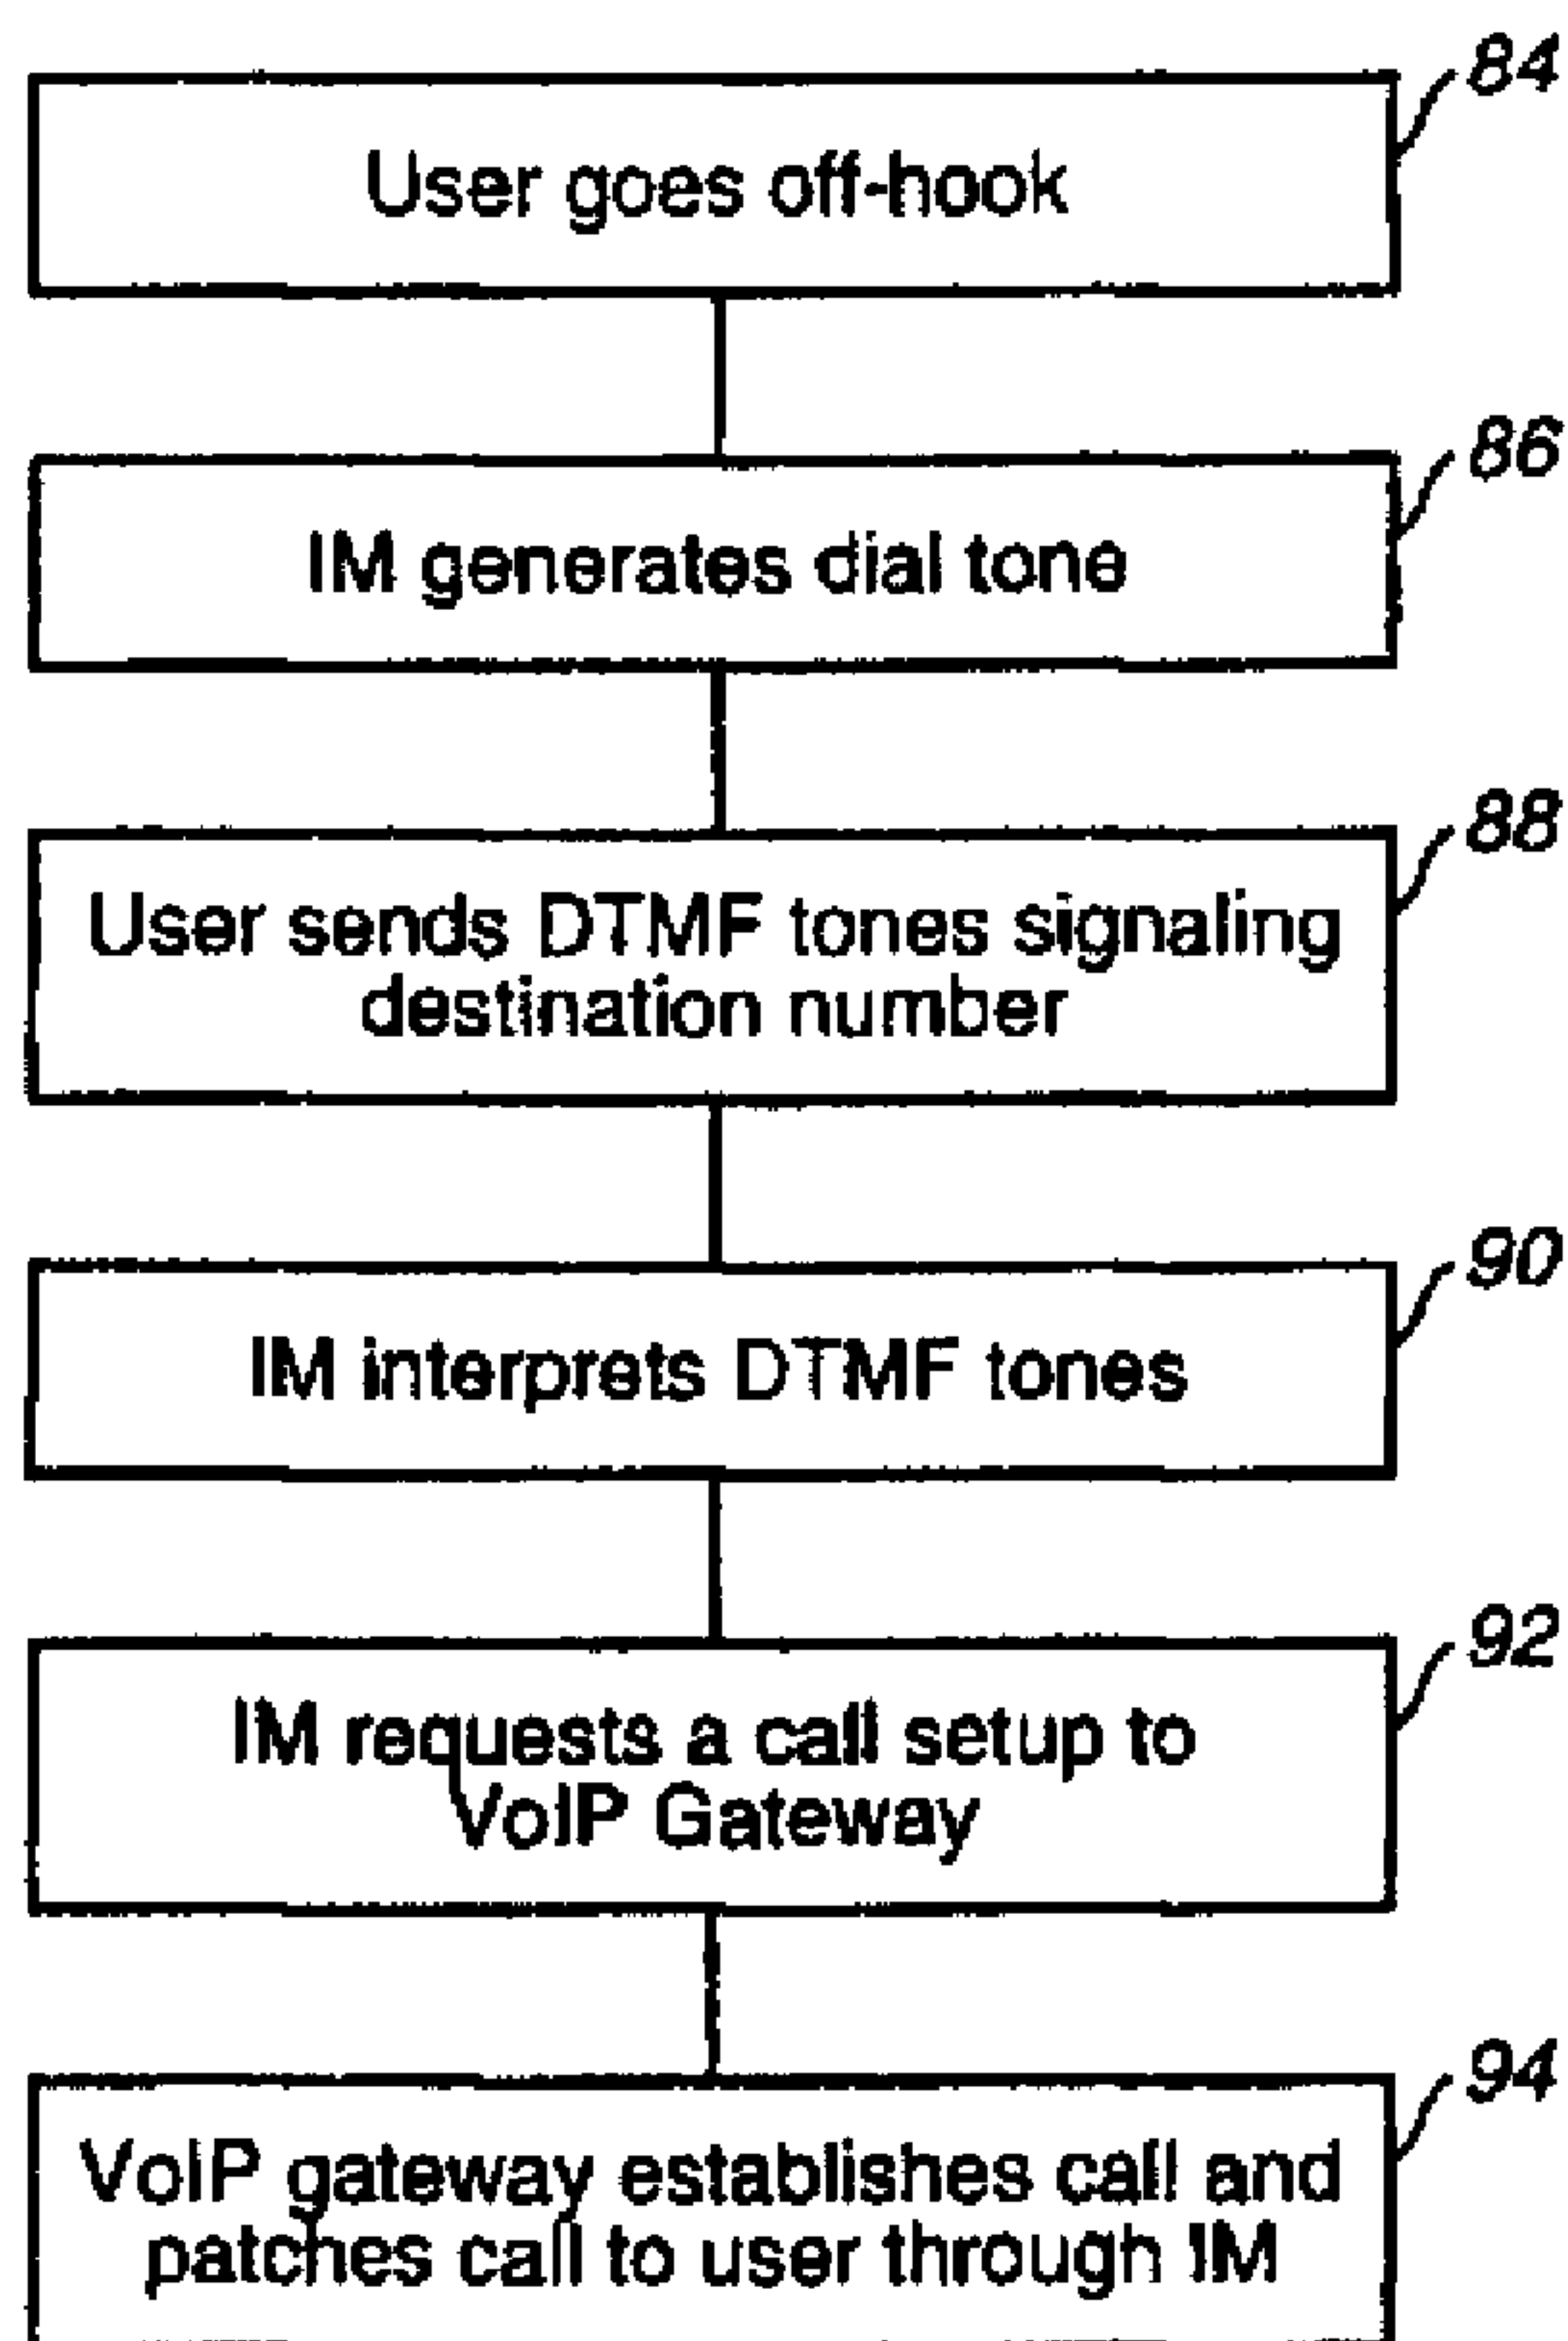 84
User goes off-hook
86
IM generates dial tone
88
User sends DTMF tones signaling
destination number
90
IM interprets DTMF tones
92
IM requests a call setup to
VoIP Gateway
94
VoIP gateway establishes call and
patches call to user through IM